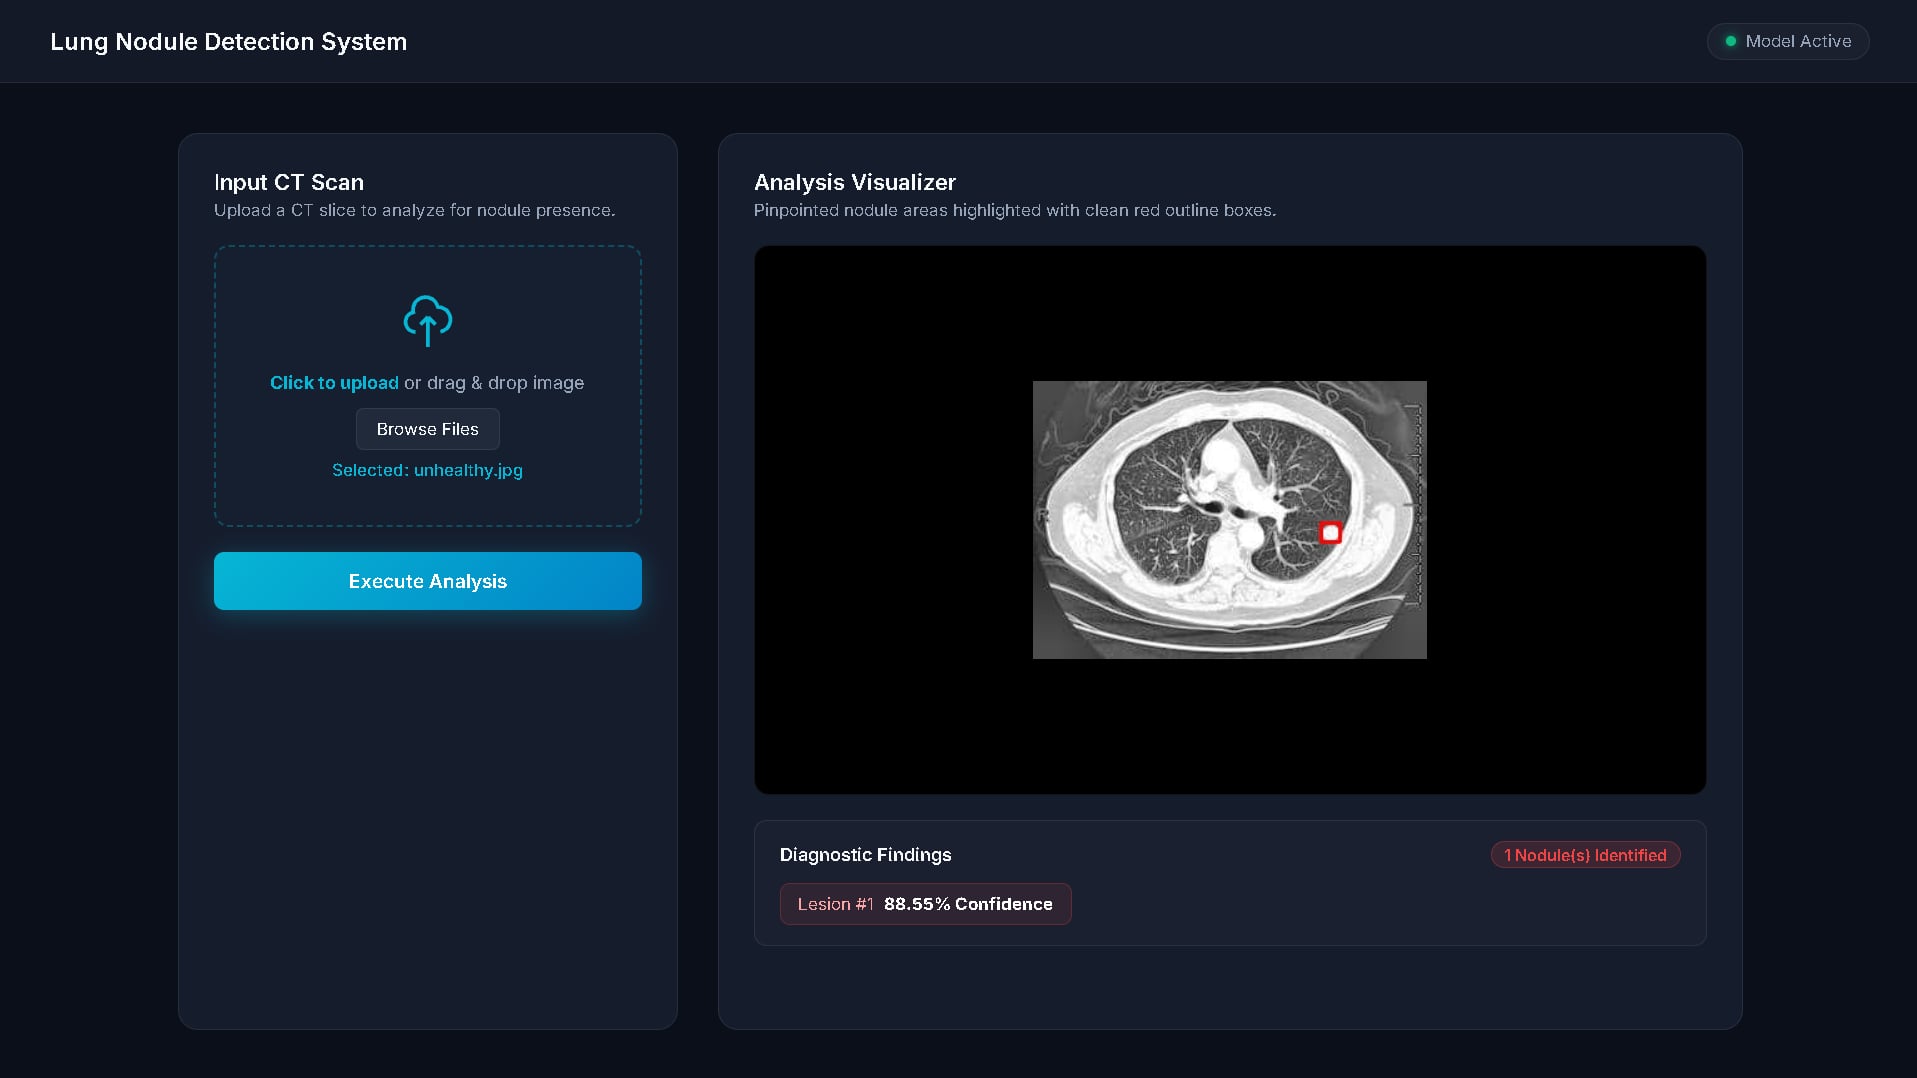 Lung Nodule Detection System
Model Active
Input CT Scan
Upload a CT slice to analyze for nodule presence.
Click to upload or drag & drop image
Browse Files
Selected: unhealthy.jpg
Execute Analysis
Analysis Visualizer
Pinpointed nodule areas highlighted with clean red outline boxes.
R
Diagnostic Findings
1 Nodule(s) Identified
Lesion #1 88.55% Confidence